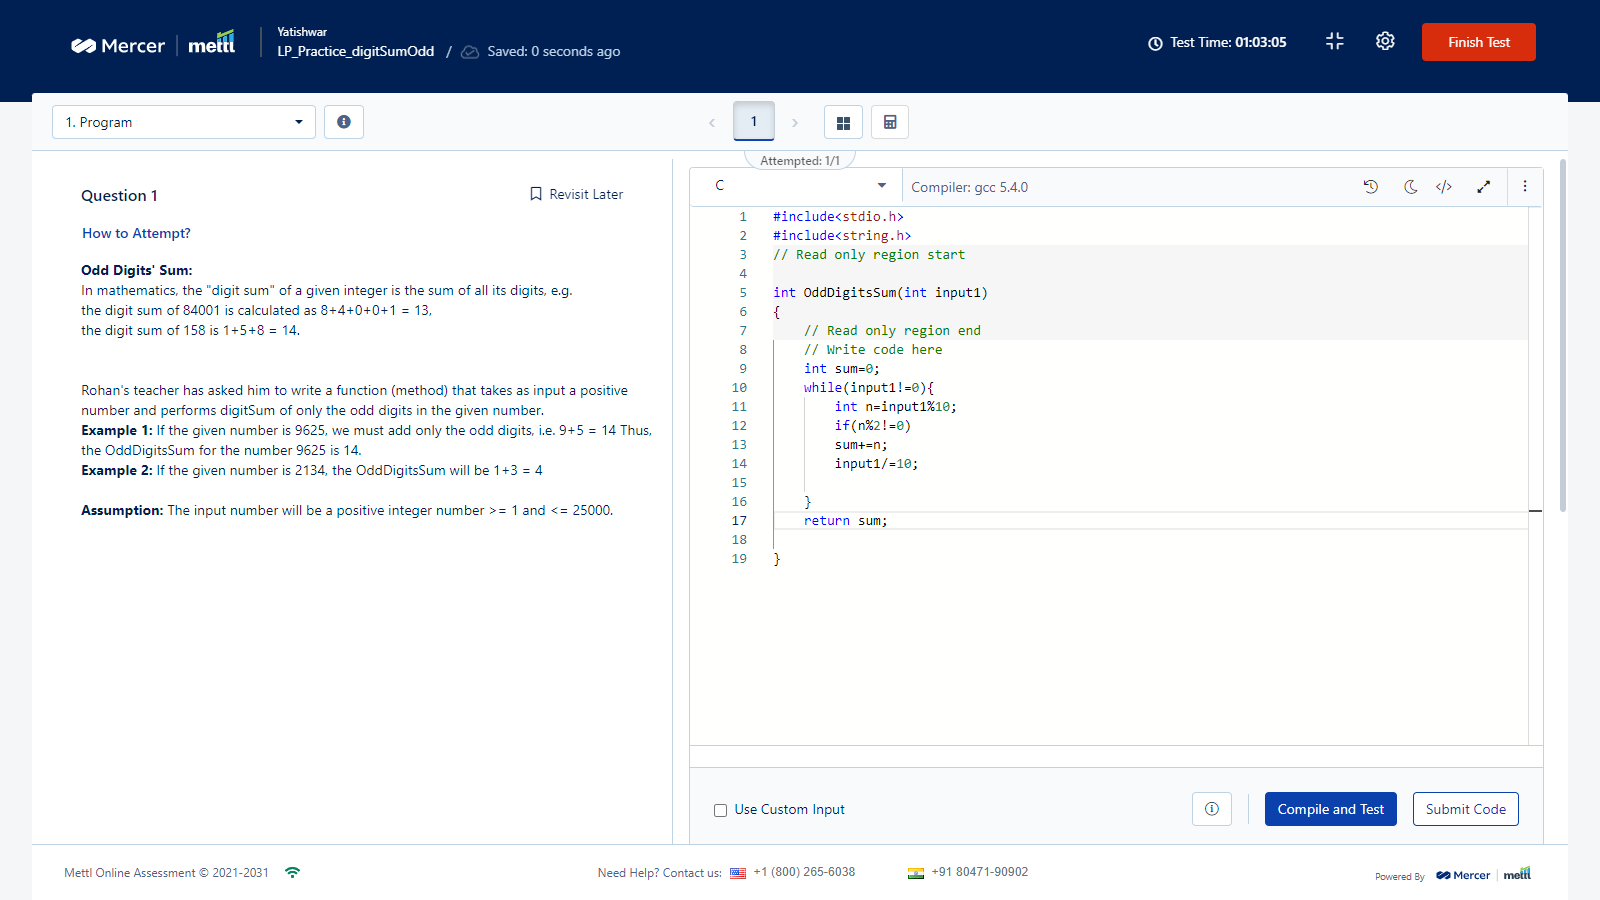 Mercer
mettl
Yatishwar
LP_Practice_digitSumOdd / Saved: 0 seconds ago
Test Time: 01:03:05
Finish Test
1. Program
1
Attempted: 1/1
Question 1
Revisit Later
How to Attempt?
Odd Digits' Sum:
In mathematics, the "digit sum" of a given integer is the sum of all its digits, e.g.
the digit sum of 84001 is calculated as 8+4+0+0+1 = 13,
the digit sum of 158 is 1+5+8 = 14.
Rohan's teacher has asked him to write a function (method) that takes as input a positive
number and performs digitSum of only the odd digits in the given number.
Example 1: If the given number is 9625, we must add only the odd digits, i.e. 9+5 = 14 Thus,
the OddDigitsSum for the number 9625 is 14.
Example 2: If the given number is 2134, the OddDigitsSum will be 1+3 = 4
Assumption: The input number will be a positive integer number >= 1 and <= 25000.
C
Compiler: gcc 5.4.0
1 #include<stdio.h>
2 #include<string.h>
3 // Read only region start
4
5 int OddDigitsSum(int input1)
6 {
7 // Read only region end
8 // Write code here
9 int sum=0;
10 while(input1!=0){
11 int n=input1%10;
12 if(n%2!=0)
13 sum+=n;
14 input1/=10;
15
16 }
17 return sum;
18
19 }
Use Custom Input
Compile and Test
Submit Code
Mettl Online Assessment © 2021-2031
Need Help? Contact us: +1 (800) 265-6038
+91 80471-90902
Powered By Mercer mettl